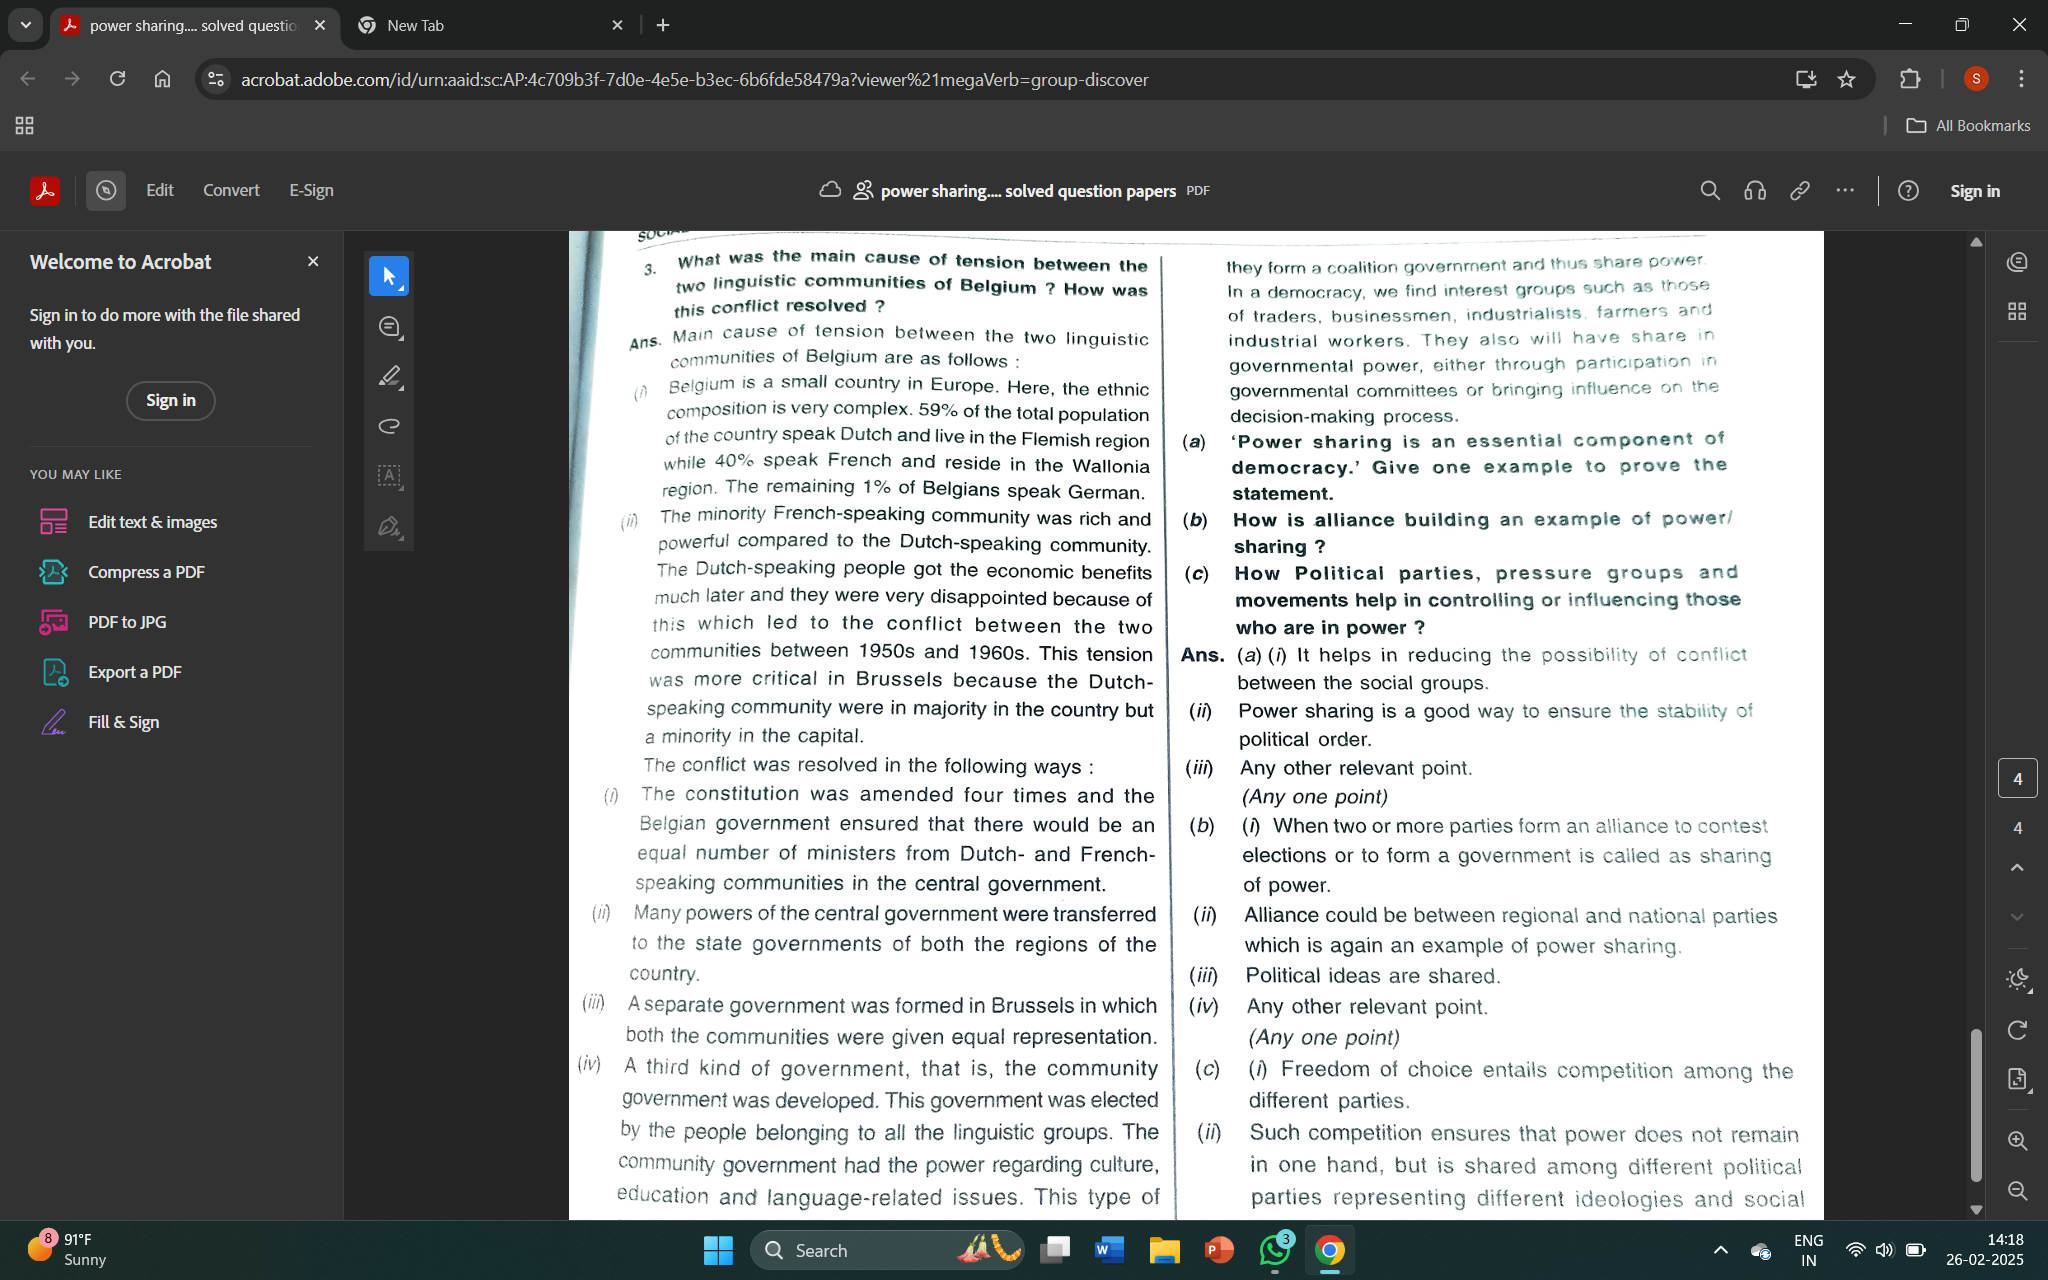 power sharing.... solved questio
New Tab
acrobat.adobe.com/id/urn:aaid:sc:AP:4c709b3f-7d0e-4e5e-b3ec-6b6fde58479a?viewer%21megaVerb=group-discover
S
All Bookmarks
Edit
Convert
E-Sign
power sharing.... solved question papers PDF
Sign in
Welcome to Acrobat
Sign in to do more with the file shared
with you.
Sign in
YOU MAY LIKE
Edit text & images
Compress a PDF
PDF to JPG
Export a PDF
Fill & Sign
3. What was the main cause of tension between the
two linguistic communities of Belgium ? How was
this conflict resolved ?
Ans. Main cause of tension between the two linguistic
communities of Belgium are as follows :
(i) Belgium is a small country in Europe. Here, the ethnic
composition is very complex. 59% of the total population
of the country speak Dutch and live in the Flemish region
while 40% speak French and reside in the Wallonia
region. The remaining 1% of Belgians speak German.
(ii) The minority French-speaking community was rich and
powerful compared to the Dutch-speaking community.
The Dutch-speaking people got the economic benefits
much later and they were very disappointed because of
this which led to the conflict between the two
communities between 1950s and 1960s. This tension
was more critical in Brussels because the Dutch-
speaking community were in majority in the country but
a minority in the capital.
The conflict was resolved in the following ways :
(i) The constitution was amended four times and the
Belgian government ensured that there would be an
equal number of ministers from Dutch- and French-
speaking communities in the central government.
(ii) Many powers of the central government were transferred
to the state governments of both the regions of the
country.
(iii) A separate government was formed in Brussels in which
both the communities were given equal representation.
(iv) A third kind of government, that is, the community
government was developed. This government was elected
by the people belonging to all the linguistic groups. The
community government had the power regarding culture,
education and language-related issues. This type of
they form a coalition government and thus share power.
In a democracy, we find interest groups such as those
of traders, businessmen, industrialists, farmers and
industrial workers. They also will have share in
governmental power, either through participation in
governmental committees or bringing influence on the
decision-making process.
(a) 'Power sharing is an essential component of
democracy.' Give one example to prove the
statement.
(b) How is alliance building an example of power/
sharing ?
(c) How Political parties, pressure groups and
movements help in controlling or influencing those
who are in power ?
Ans. (a) (i) It helps in reducing the possibility of conflict
between the social groups.
(ii) Power sharing is a good way to ensure the stability of
political order.
(iii) Any other relevant point.
(Any one point)
(b) (i) When two or more parties form an alliance to contest
elections or to form a government is called as sharing
of power.
(ii) Alliance could be between regional and national parties
which is again an example of power sharing.
(iii) Political ideas are shared.
(iv) Any other relevant point.
(Any one point)
(c) (i) Freedom of choice entails competition among the
different parties.
(ii) Such competition ensures that power does not remain
in one hand, but is shared among different political
parties representing different ideologies and social
4
4
8
91°F
Sunny
Search
3
ENG
IN
14:18
26-02-2025